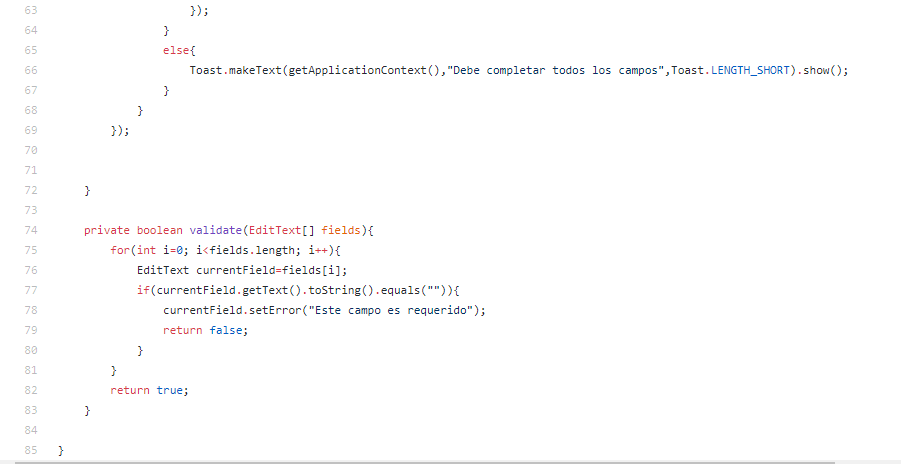 63                    });
64                }
65                else{
66                    Toast.makeText(getApplicationContext(),"Debe completar todos los campos",Toast.LENGTH_SHORT).show();
67                }
68            }
69        });
70
71
72    }
73
74    private boolean validate(EditText[] fields){
75        for(int i=0; i<fields.length; i++){
76            EditText currentField=fields[i];
77            if(currentField.getText().toString().equals("")){
78                currentField.setError("Este campo es requerido");
79                return false;
80            }
81        }
82        return true;
83    }
84
85 }